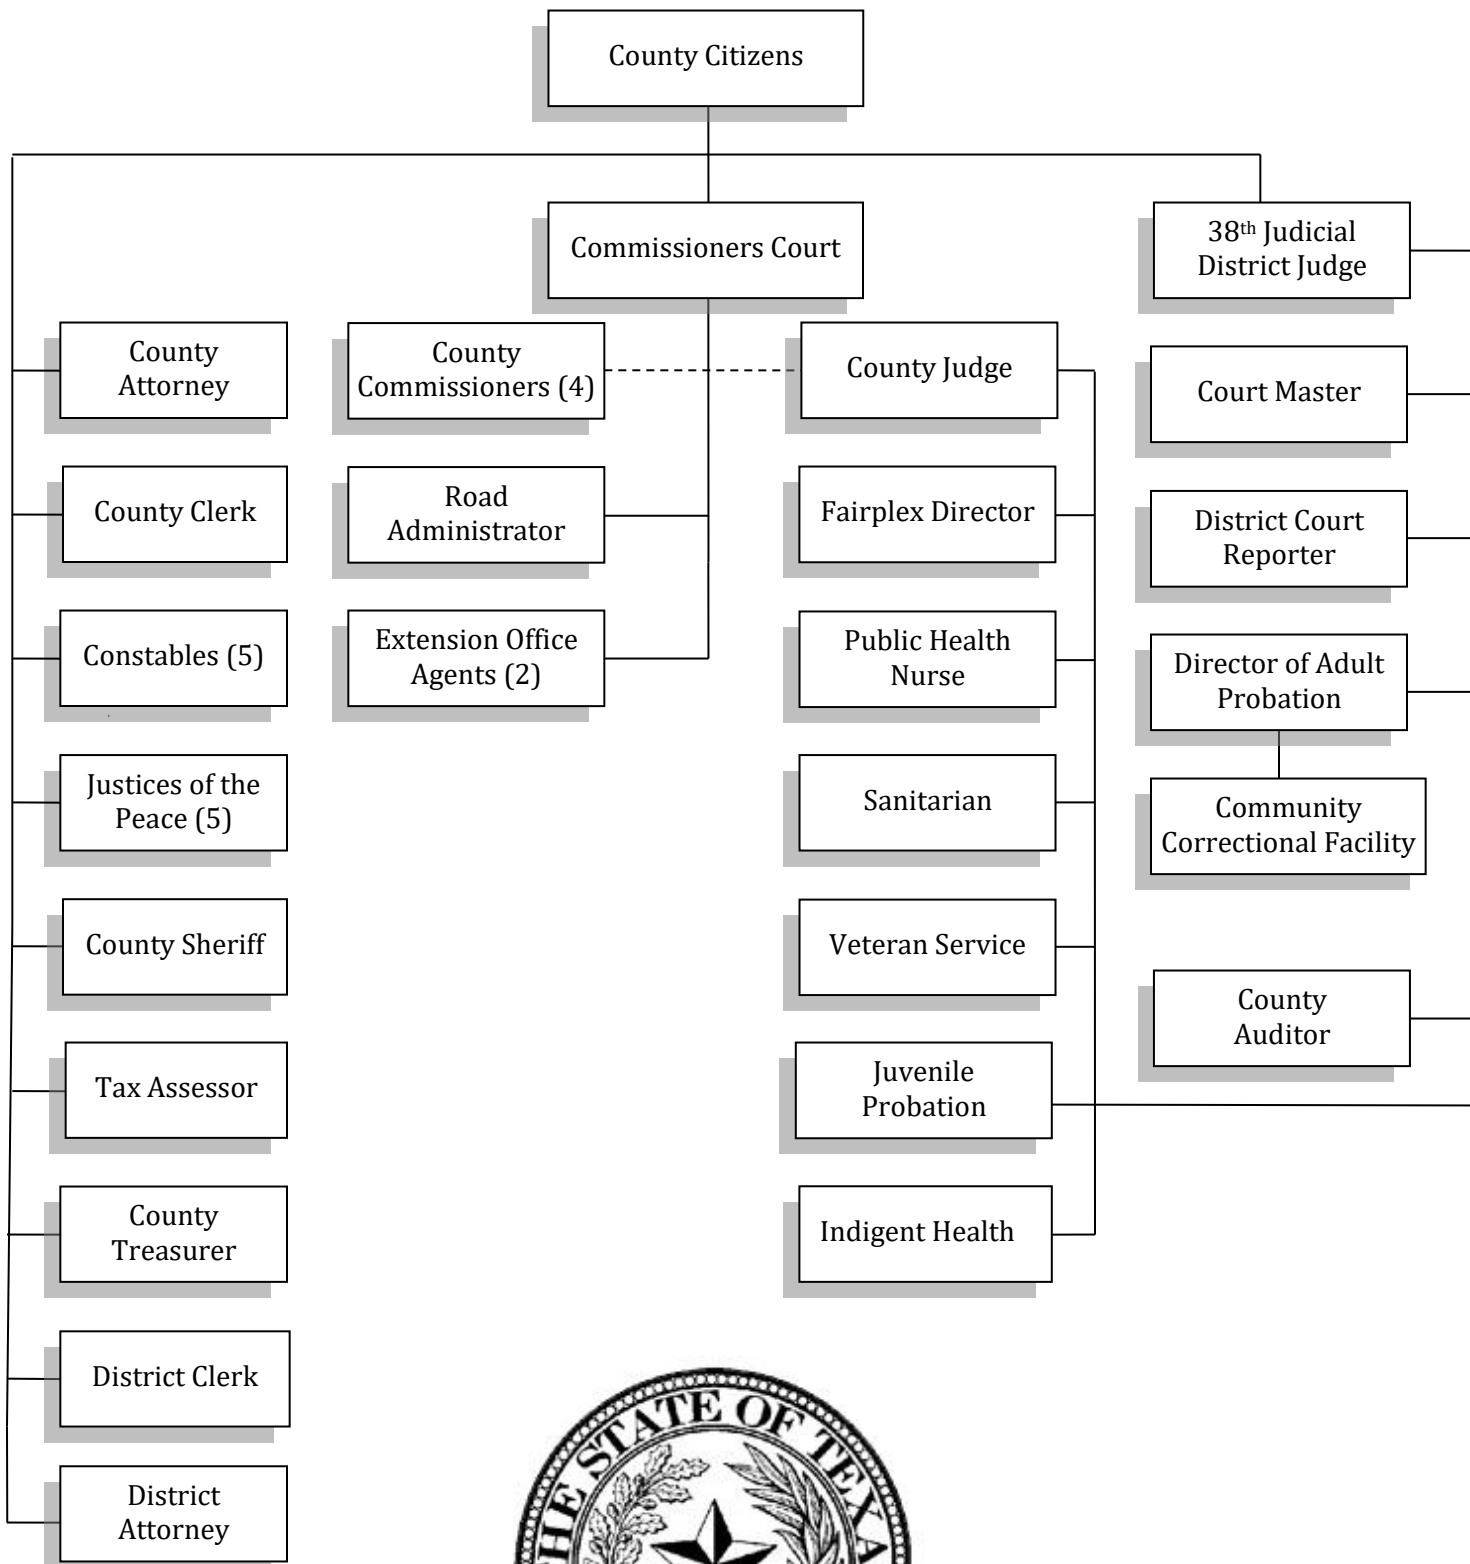 County Citizens
Commissioners Court
38th Judicial
District Judge
County
Attorney
County
Commissioners (4)
County Judge
Court Master
County Clerk
Road
Administrator
Fairplex Director
District Court
Reporter
Constables (5)
Extension Office
Agents (2)
Public Health
Nurse
Director of Adult
Probation
Justices of the
Peace (5)
Sanitarian
Community
Correctional Facility
County Sheriff
Veteran Service
County
Auditor
Tax Assessor
Juvenile
Probation
County
Treasurer
Indigent Health
District Clerk
District
Attorney
THE STATE OF TEXA